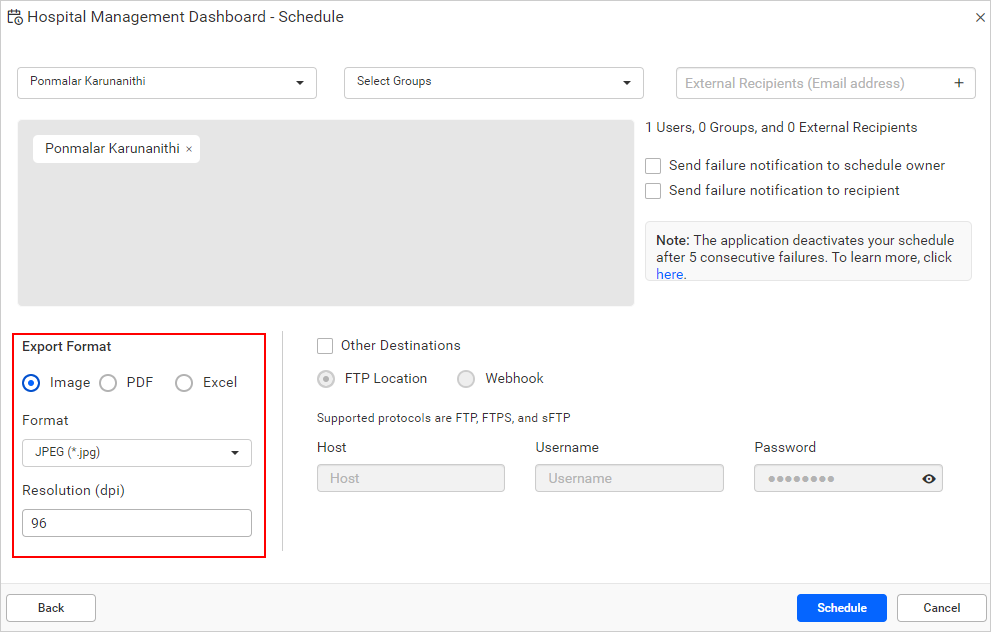 Hospital Management Dashboard - Schedule
Ponmalar Karunanithi
Select Groups
External Recipients (Email address)
+
Ponmalar Karunanithi ×
1 Users, 0 Groups, and 0 External Recipients
Send failure notification to schedule owner
Send failure notification to recipient
Note: The application deactivates your schedule
after 5 consecutive failures. To learn more, click
here.
Export Format
Image
PDF
Excel
Format
JPEG (*.jpg)
Resolution (dpi)
96
Other Destinations
FTP Location
Webhook
Supported protocols are FTP, FTPS, and sFTP
Host
Username
Password
Host
Username
●●●●●●●●
Back
Schedule
Cancel